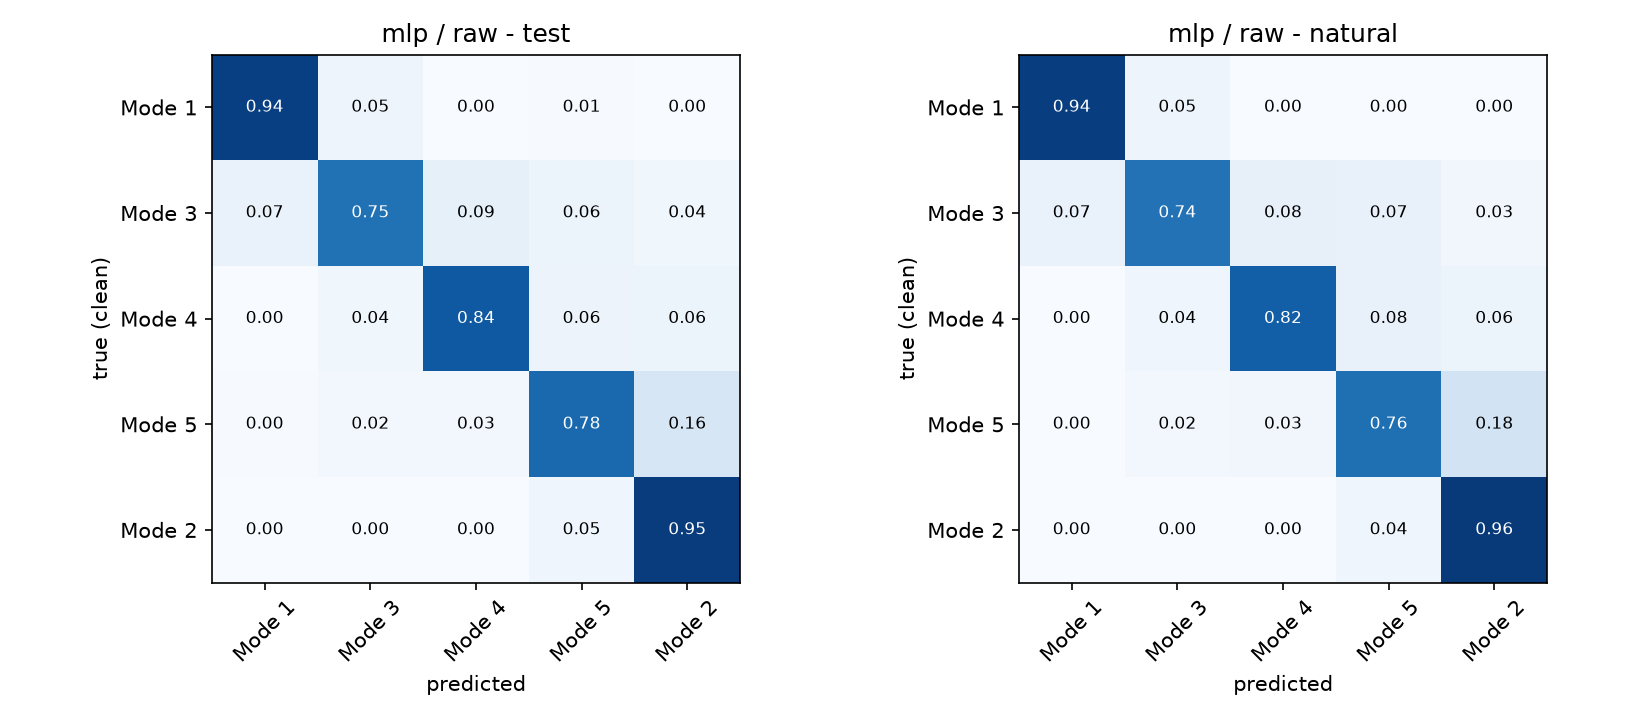 mlp / raw - test
Mode 1 0.94 0.05 0.00 0.01 0.00
Mode 3 0.07 0.75 0.09 0.06 0.04
Mode 4 0.00 0.04 0.84 0.06 0.06
Mode 5 0.00 0.02 0.03 0.78 0.16
Mode 2 0.00 0.00 0.00 0.05 0.95
true (clean)
Mode 1 Mode 3 Mode 4 Mode 5 Mode 2
predicted
mlp / raw - natural
Mode 1 0.94 0.05 0.00 0.00 0.00
Mode 3 0.07 0.74 0.08 0.07 0.03
Mode 4 0.00 0.04 0.82 0.08 0.06
Mode 5 0.00 0.02 0.03 0.76 0.18
Mode 2 0.00 0.00 0.00 0.04 0.96
true (clean)
Mode 1 Mode 3 Mode 4 Mode 5 Mode 2
predicted